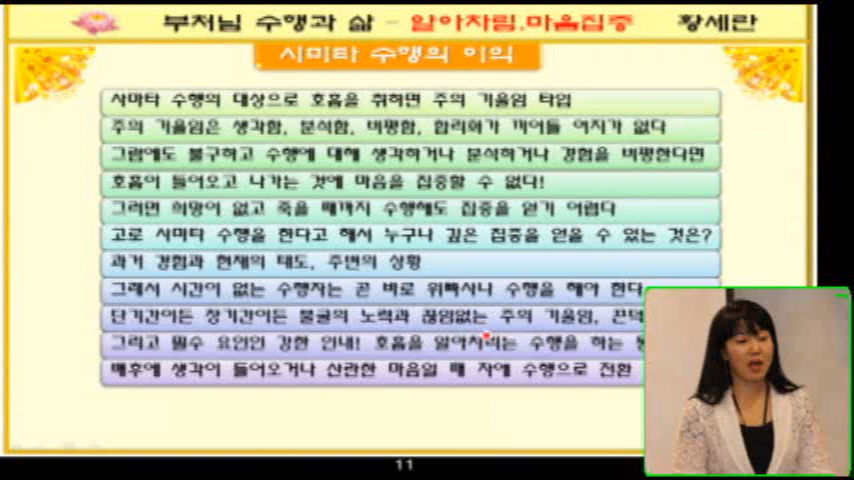 부처님 수행과 삶 - 알아차림.마음집중 황세란
사마타 수행의 이익
사마타 수행의 대상으로 호흡을 취하면 주의 기울임 타입
주의 기울임은 생각함, 분석함, 비평함, 합리화가 끼어들 여지가 없다
그럼에도 불구하고 수행에 대해 생각하거나 분석하거나 경험을 비평한다면
호흡이 들어오고 나가는 것에 마음을 집중할 수 없다!
그러면 희망이 없고 죽을 때까지 수행해도 집중을 얻기 어렵다
고로 사마타 수행을 한다고 해서 누구나 깊은 집중을 얻을 수 있는 것은?
과거 경험과 현재의 태도, 주변의 상황
그래서 시간이 없는 수행자는 곧 바로 위빠사나 수행을 해야 한다
단기간이든 장기간이든 불굴의 노력과 끊임없는 주의 기울임, 끈덕
그리고 필수 요인인 강한 인내! 호흡을 알아차리는 수행을 하는
배후에 생각이 들어오거나 산란한 마음일 때 자애 수행으로 전환
11